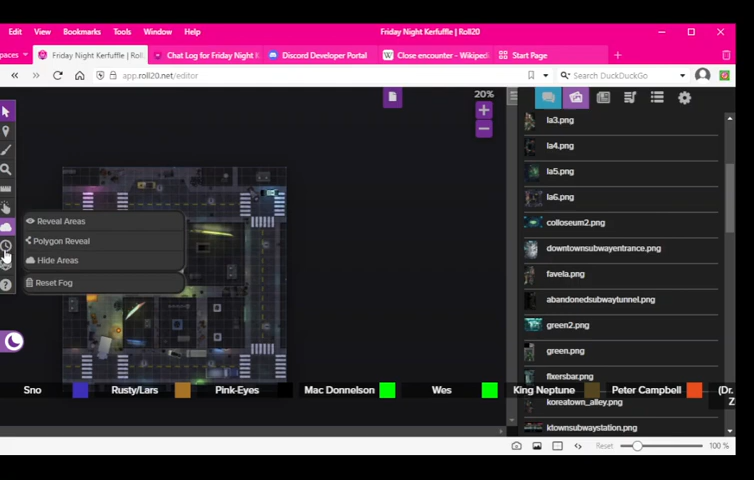 it View Bookmarks Tools Window Help Friday Night Kerfuffle | Roll20
paces Friday Night Kerfuffle | Roll Chat Log for Friday Night K Discord Developer Portal Close encounter - Wikiped Start Page
app.roll20.net/editor Search DuckDuckGo
20%
la3.png
la4.png
la5.png
la6.png
Reveal Areas
colloseum2.png
Polygon Reveal
downtownsubwayentrance.png
Hide Areas
favela.png
Reset Fog
abandonedsubwaytunnel.png
green2.png
green.png
fixersbar.png
Sno Rusty/Lars Pink-Eyes Mac Donnelson Wes King Neptune Peter Campbell (Dr.
Z
koreatown_alley.png
ktownsubwaystation.png
Reset 100 %